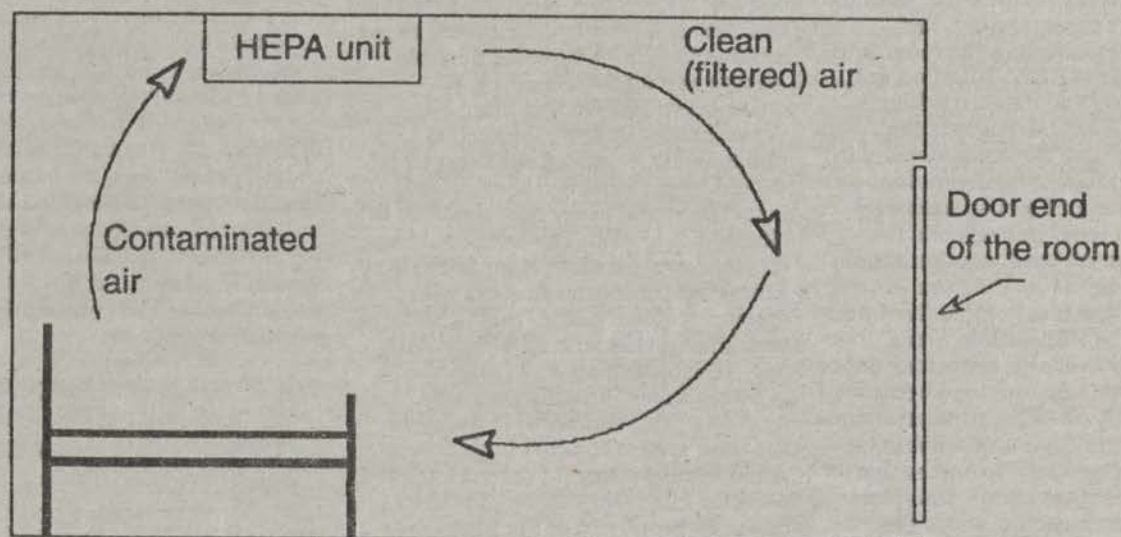 HEPA unit
Clean
(filtered) air
Contaminated
air
Door end
of the room